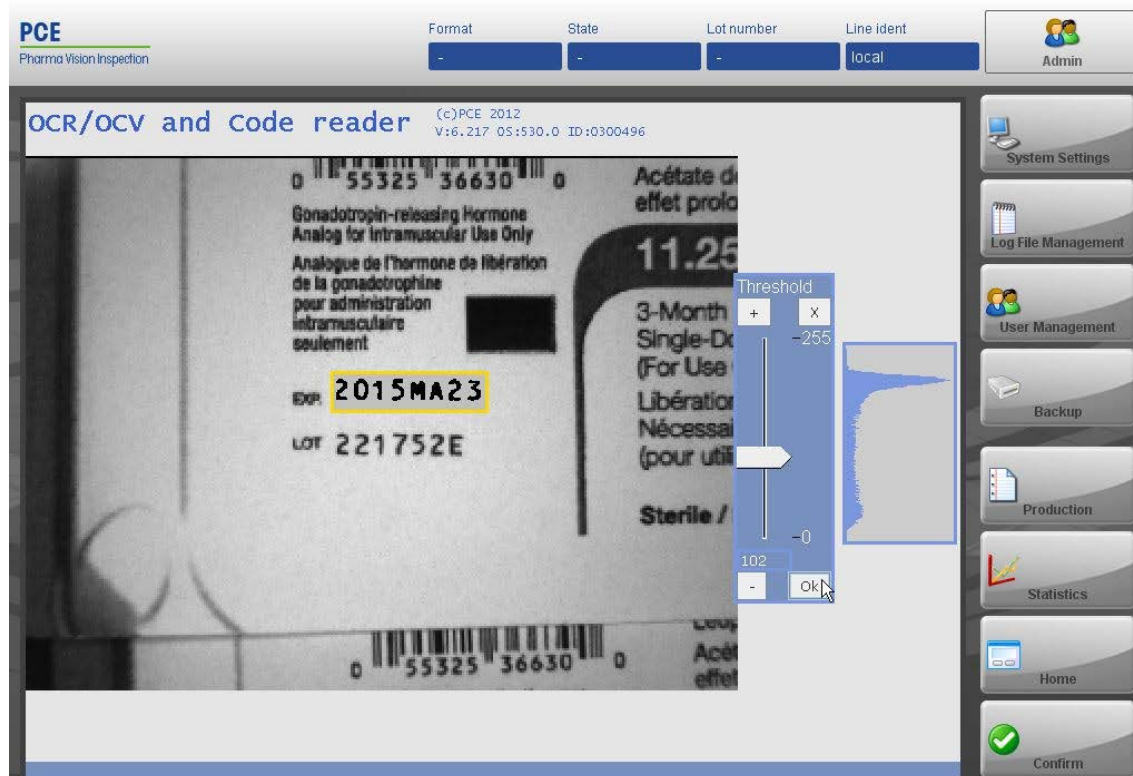 PCE
Pharma Vision Inspection
Format
State
Lot number
Line ident
-
-
-
local
Admin
OCR/OCV and Code reader
(c)PCE 2012
V:6.217 OS:530.0 ID:0300496
0 55325 36630 0
Gonadotropin-releasing Hormone
Analog for Intramuscular Use Only
Analogue de l'hormone de libération
de la gonadotrophine
pour administration
intramusculaire
seulement
EXP. 2015MA23
LOT 221752E
Acétate d
effet prolo
11.25
3-Month
Single-Do
(For Use
Libération
Nécessai
(pour util
Sterile /
0 55325 36630 0
Acét
effet
Threshold
+ X
-255
-0
102
- Ok
System Settings
Log File Management
User Management
Backup
Production
Statistics
Home
Confirm